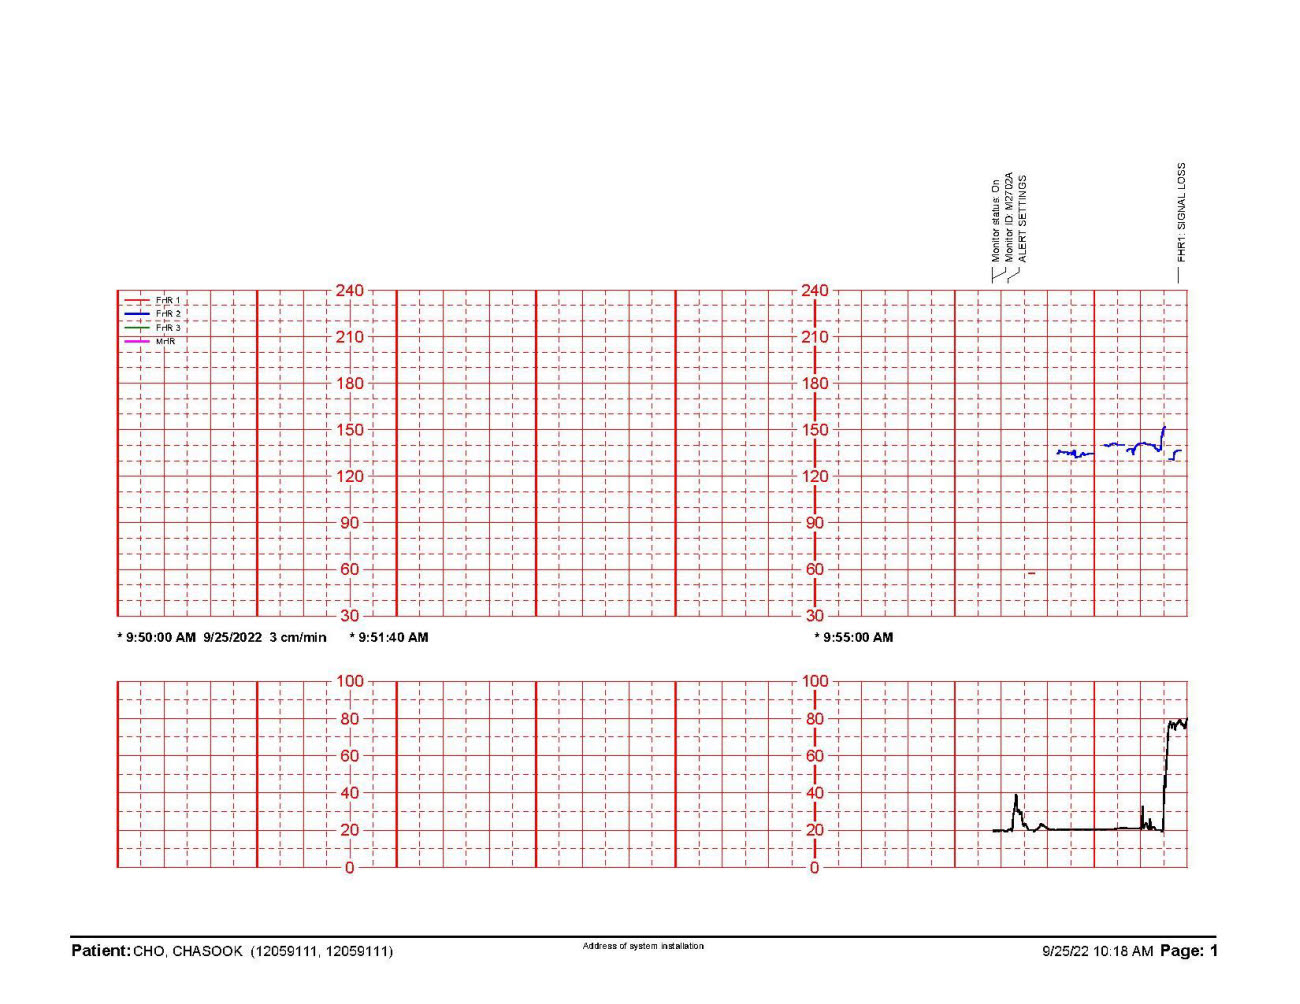 Monitor status: On
Monitor ID: M2702A
ALERT SETTINGS
FHR1: SIGNAL LOSS
FHR 1
FHR 2
FHR 3
MHR
240 240
210 210
180 180
150 150
120 120
90 90
60 60
30 30
* 9:50:00 AM 9/25/2022 3 cm/min * 9:51:40 AM * 9:55:00 AM
100 100
80 80
60 60
40 40
20 20
0 0
Patient: CHO, CHASOOK (12059111, 12059111) Address of system installation 9/25/22 10:18 AM Page: 1